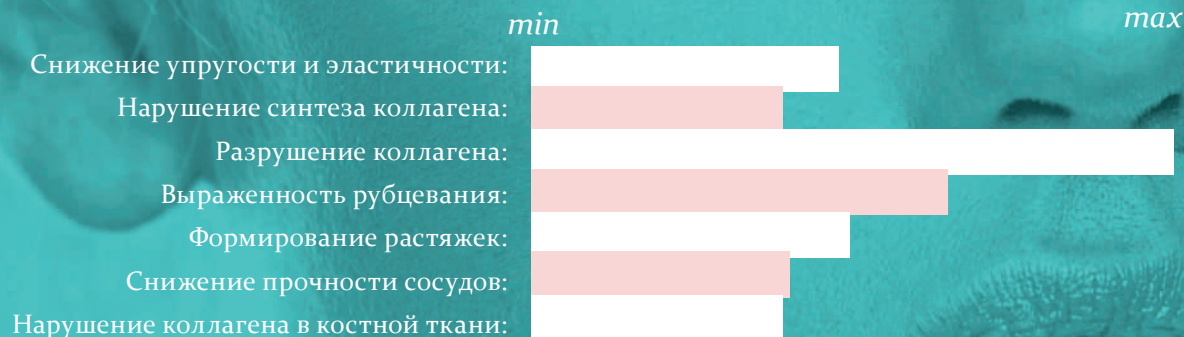 min max
Снижение упругости и эластичности:
Нарушение синтеза коллагена:
Разрушение коллагена:
Выраженность рубцевания:
Формирование растяжек:
Снижение прочности сосудов:
Нарушение коллагена в костной ткани: